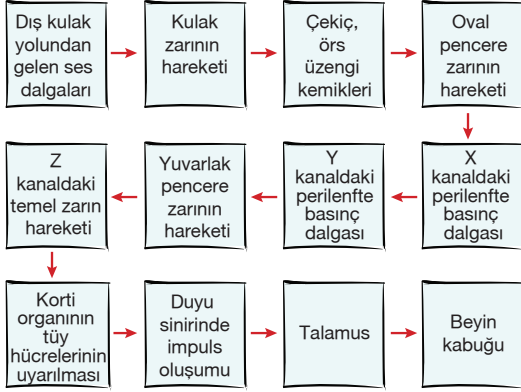 Dış kulak
yolundan
gelen ses
dalgaları
Kulak
zarının
hareketi
Çekiç,
örs
üzengi
kemikleri
Oval
pencere
zarının
hareketi
X
kanaldaki
perilenfte
basınç
dalgası
Y
kanaldaki
perilenfte
basınç
dalgası
Yuvarlak
pencere
zarının
hareketi
Z
kanaldaki
temel zarın
hareketi
Korti
organının
tüy
hücrelerinin
uyarılması
Duyu
sinirinde
impuls
oluşumu
Talamus
Beyin
kabuğu